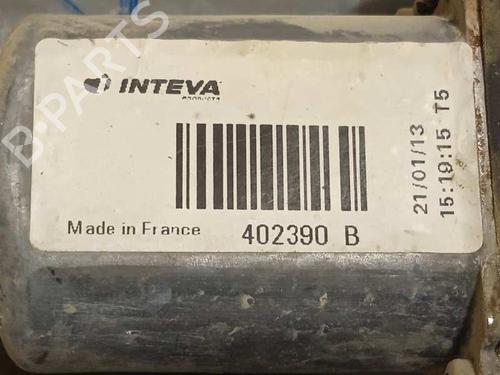 INTEVA
PRODUCTS
Made in France
402390 B
21/01/13
15:19:15 T5
B-PARTS